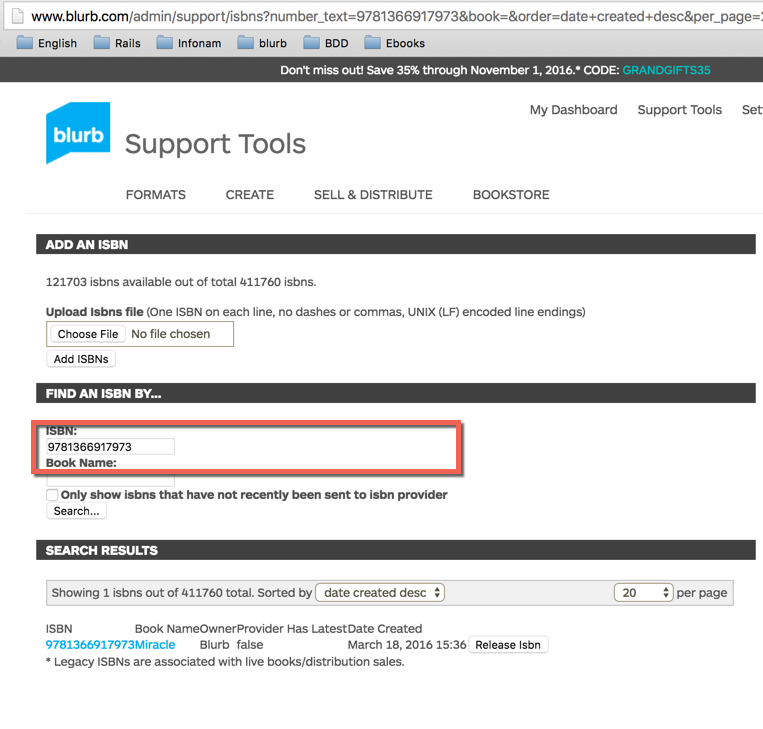 www.blurb.com/admin/support/isbns?number_text=9781366917973&book=&order=date+created+desc&per_page=
English Rails Infonam blurb BDD Ebooks
Don't miss out! Save 35% through November 1, 2016.* CODE: GRANDGIFTS35
My Dashboard Support Tools Set
blurb Support Tools
FORMATS CREATE SELL & DISTRIBUTE BOOKSTORE
ADD AN ISBN
121703 isbns available out of total 411760 isbns.
Upload Isbns file (One ISBN on each line, no dashes or commas, UNIX (LF) encoded line endings)
Choose File No file chosen
Add ISBNs
FIND AN ISBN BY...
ISBN:
9781366917973
Book Name:
Only show isbns that have not recently been sent to isbn provider
Search...
SEARCH RESULTS
Showing 1 isbns out of 411760 total. Sorted by date created desc 20 per page
ISBN Book NameOwnerProvider Has LatestDate Created
9781366917973Miracle Blurb false March 18, 2016 15:36 Release Isbn
* Legacy ISBNs are associated with live books/distribution sales.